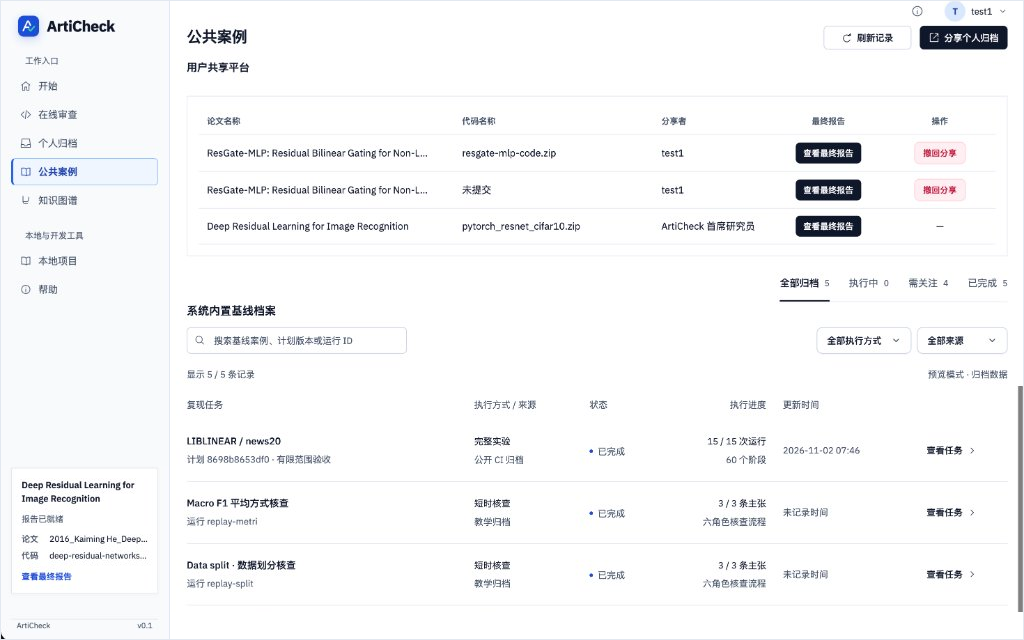 ArtiCheck
工作入口
开始
在线审查
个人归档
公共案例
知识图谱
本地与开发工具
本地项目
帮助
Deep Residual Learning for
Image Recognition
报告已就绪
论文 2016_Kaiming He_Deep...
代码 deep-residual-networks...
查看最终报告
ArtiCheck v0.1
T test1
公共案例
刷新记录
分享个人归档
用户共享平台
论文名称 代码名称 分享者 最终报告 操作
ResGate-MLP: Residual Bilinear Gating for Non-L... resgate-mlp-code.zip test1 查看最终报告 撤回分享
ResGate-MLP: Residual Bilinear Gating for Non-L... 未提交 test1 查看最终报告 撤回分享
Deep Residual Learning for Image Recognition pytorch_resnet_cifar10.zip ArtiCheck 首席研究员 查看最终报告 —
全部归档 5 执行中 0 需关注 4 已完成 5
系统内置基线档案
搜索基线案例、计划版本或运行 ID
全部执行方式 全部来源
显示 5 / 5 条记录 预览模式 · 归档数据
复现任务 执行方式 / 来源 状态 执行进度 更新时间
LIBLINEAR / news20 完整实验 15 / 15 次运行
计划 8698b8653df0 · 有限范围验收 公开 CI 归档 已完成 60 个阶段 2026-11-02 07:46 查看任务
Macro F1 平均方式核查 短时核查 3 / 3 条主张
运行 replay-metri 教学归档 已完成 六角色核查流程 未记录时间 查看任务
Data split · 数据划分核查 短时核查 3 / 3 条主张
运行 replay-split 教学归档 已完成 六角色核查流程 未记录时间 查看任务